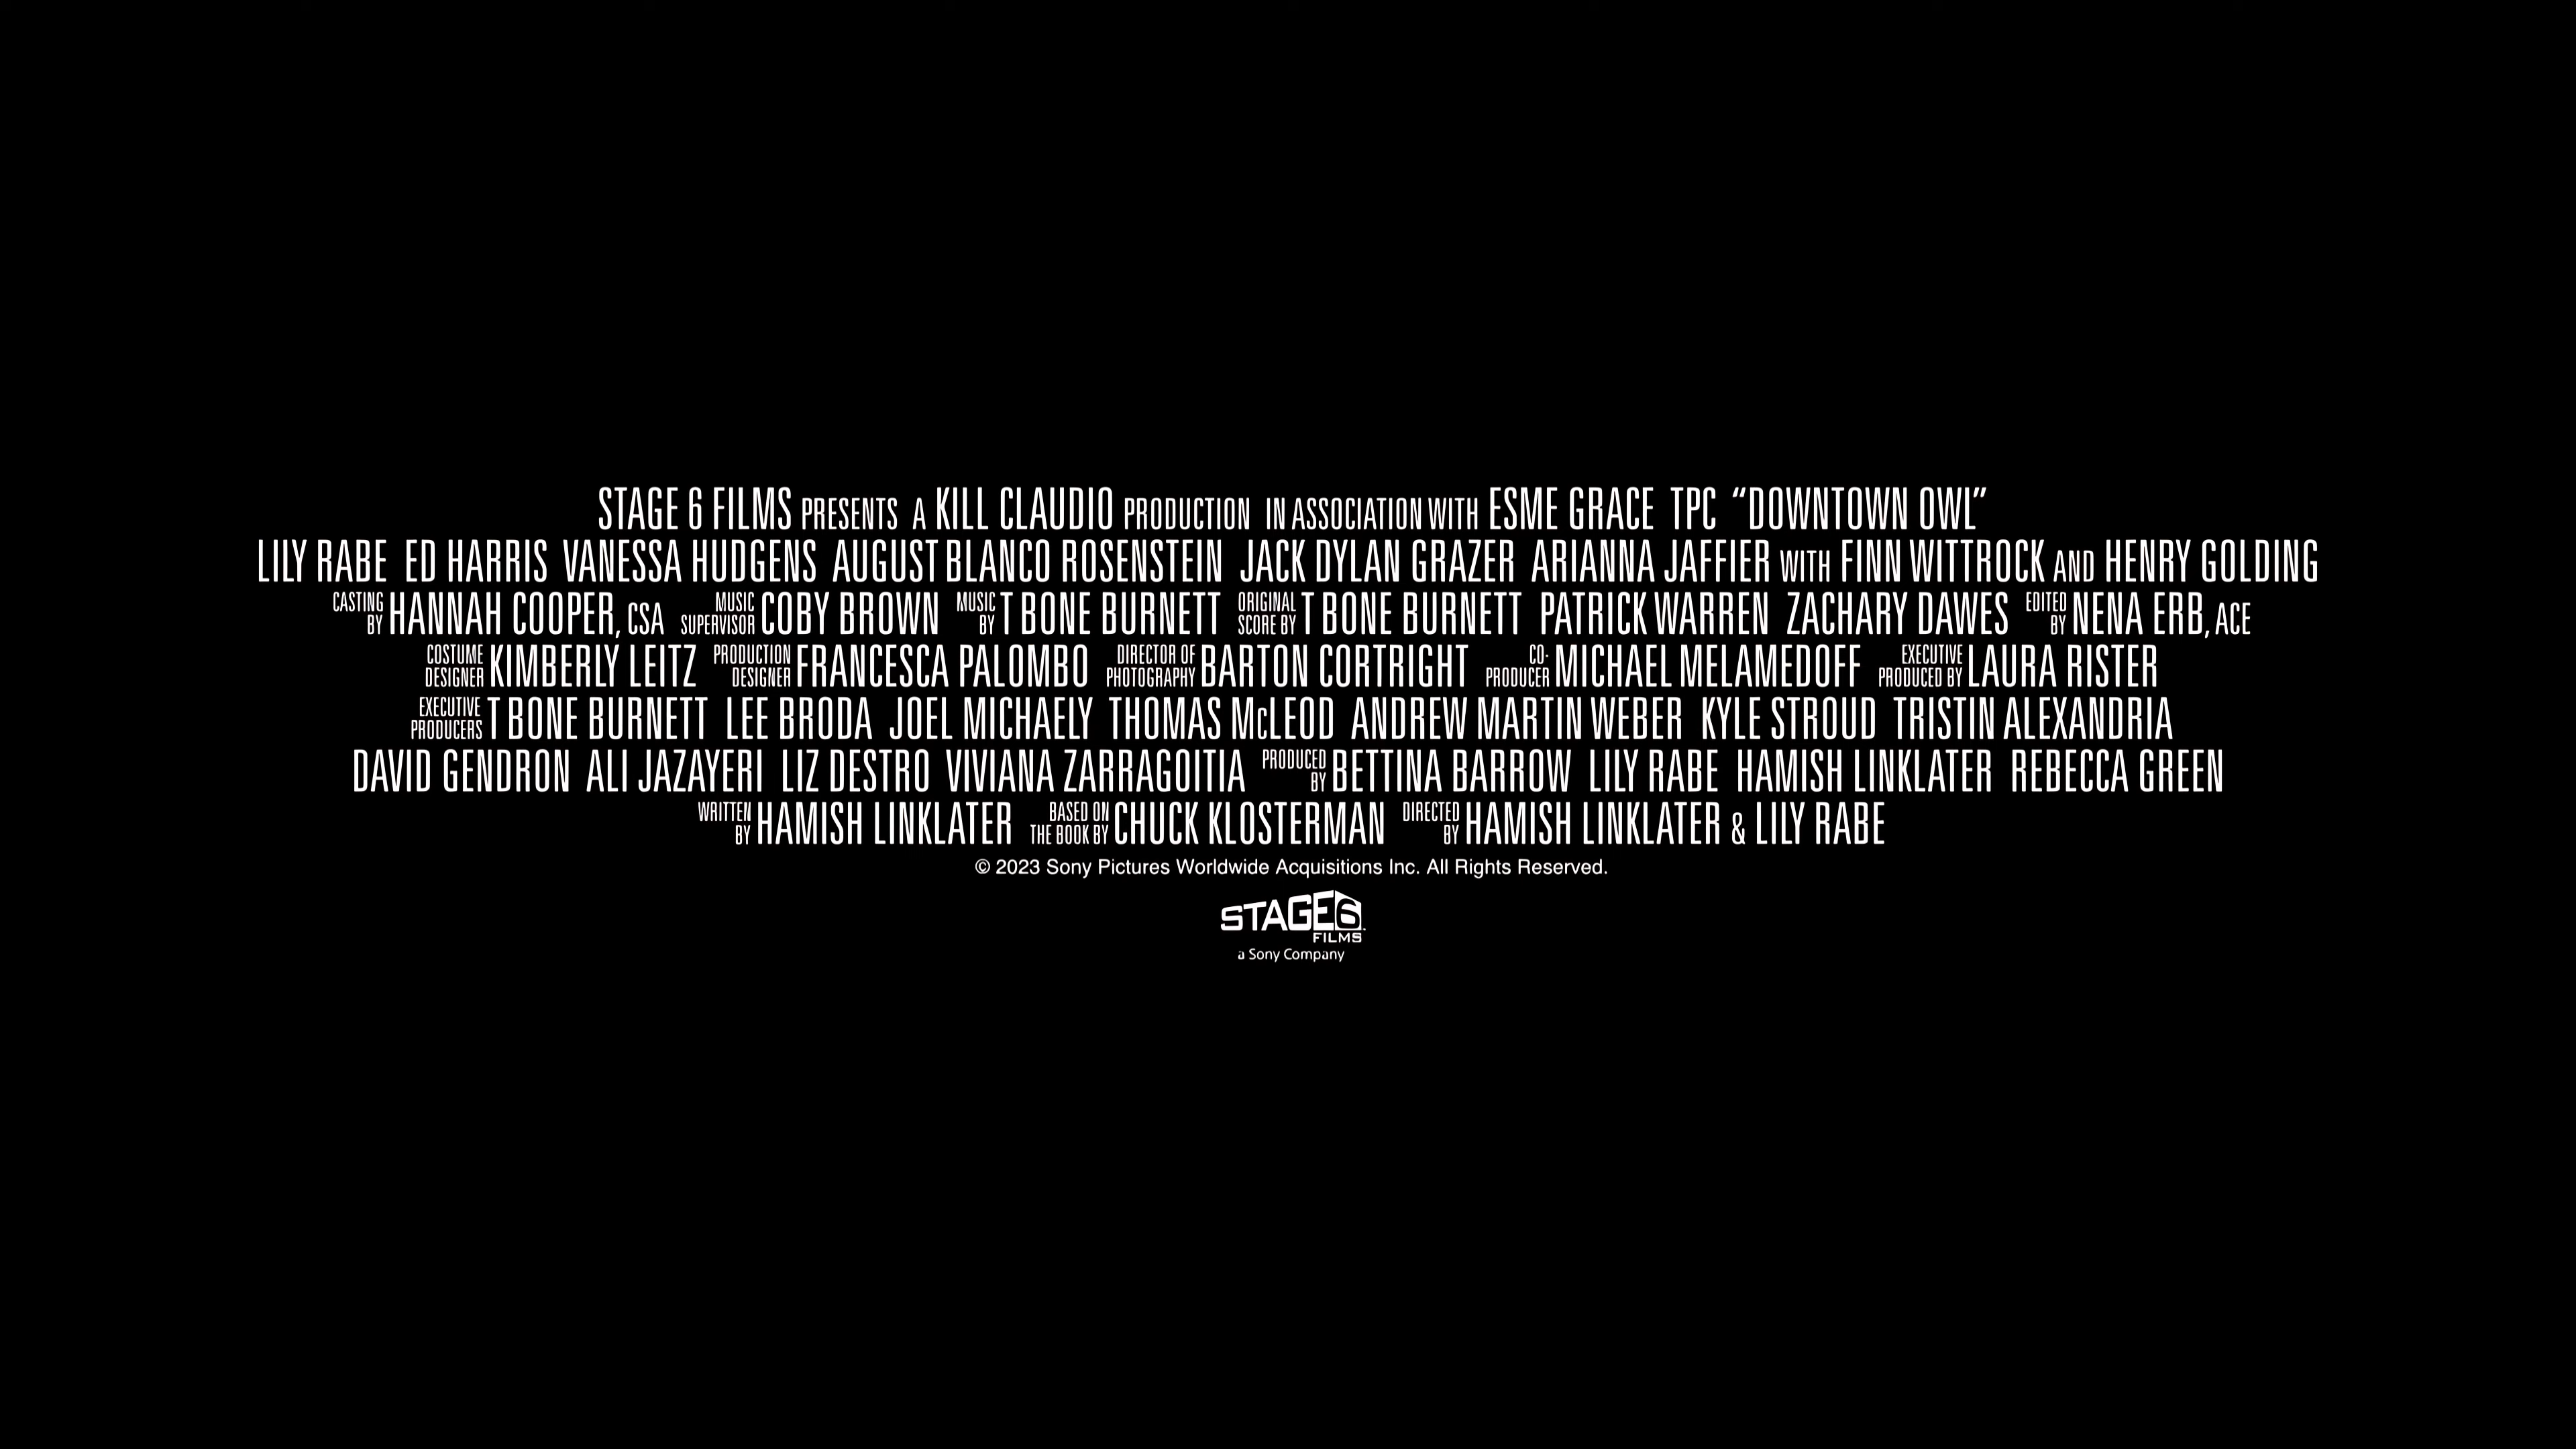 STAGE 6 FILMS PRESENTS A KILL CLAUDIO PRODUCTION IN ASSOCIATION WITH ESME GRACE TPC “DOWNTOWN OWL”
LILY RABE ED HARRIS VANESSA HUDGENS AUGUST BLANCO ROSENSTEIN JACK DYLAN GRAZER ARIANNA JAFFIER WITH FINN WITTROCK AND HENRY GOLDING
CASTING BY HANNAH COOPER, CSA MUSIC SUPERVISOR COBY BROWN MUSIC BY T BONE BURNETT ORIGINAL SCORE BY T BONE BURNETT PATRICK WARREN ZACHARY DAWES EDITED BY NENA ERB, ACE
COSTUME DESIGNER KIMBERLY LEITZ PRODUCTION DESIGNER FRANCESCA PALOMBO DIRECTOR OF PHOTOGRAPHY BARTON CORTRIGHT CO-PRODUCER MICHAEL MELAMEDOFF EXECUTIVE PRODUCED BY LAURA RISTER
EXECUTIVE PRODUCERS T BONE BURNETT LEE BRODA JOEL MICHAELY THOMAS McLEOD ANDREW MARTIN WEBER KYLE STROUD TRISTIN ALEXANDRIA
DAVID GENDRON ALI JAZAYERI LIZ DESTRO VIVIANA ZARRAGOITIA PRODUCED BY BETTINA BARROW LILY RABE HAMISH LINKLATER REBECCA GREEN
WRITTEN BY HAMISH LINKLATER BASED ON THE BOOK BY CHUCK KLOSTERMAN DIRECTED BY HAMISH LINKLATER & LILY RABE
© 2023 Sony Pictures Worldwide Acquisitions Inc. All Rights Reserved.
STAGE 6
FILMS
a Sony Company